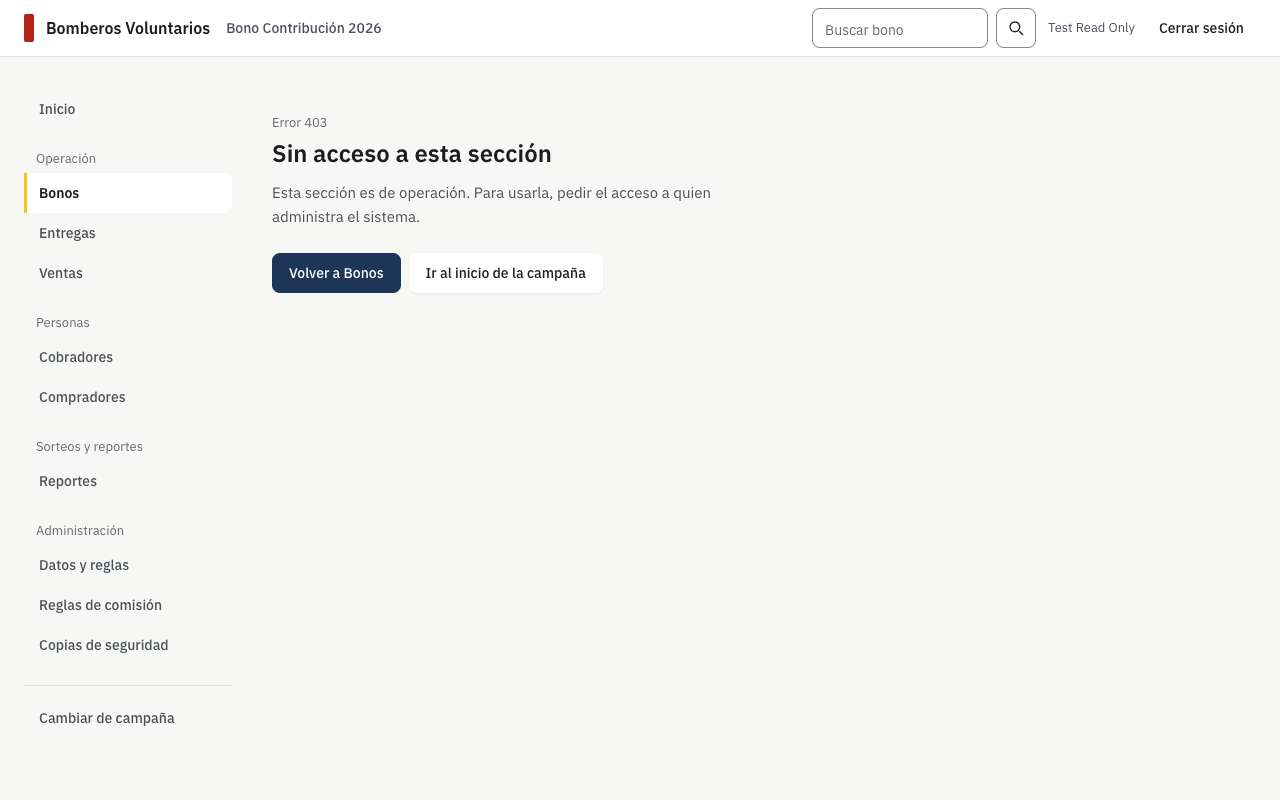 Bomberos Voluntarios
Bono Contribución 2026
Buscar bono
Test Read Only
Cerrar sesión
Inicio
Operación
Bonos
Entregas
Ventas
Personas
Cobradores
Compradores
Sorteos y reportes
Reportes
Administración
Datos y reglas
Reglas de comisión
Copias de seguridad
Cambiar de campaña
Error 403
Sin acceso a esta sección
Esta sección es de operación. Para usarla, pedir el acceso a quien
administra el sistema.
Volver a Bonos
Ir al inicio de la campaña